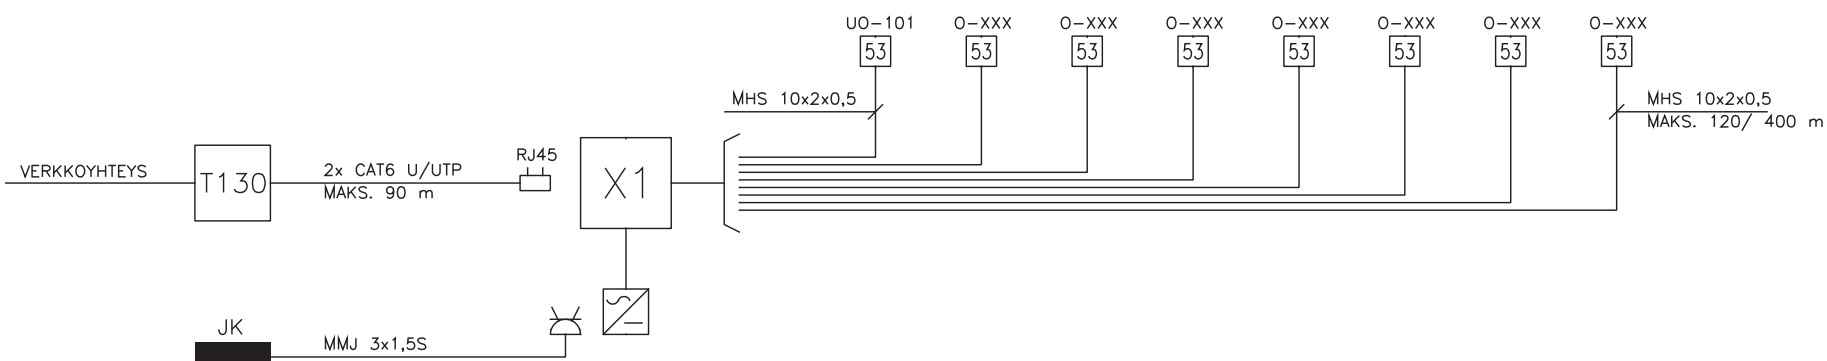 UO-101 O-XXX O-XXX O-XXX O-XXX O-XXX O-XXX O-XXX
53 53 53 53 53 53 53 53
MHS 10x2x0,5
MHS 10x2x0,5
MAKS. 120/ 400 m
VERKKOYHTEYS
T130
2x CAT6 U/UTP
MAKS. 90 m
RJ45
X1
JK
MMJ 3x1,5S